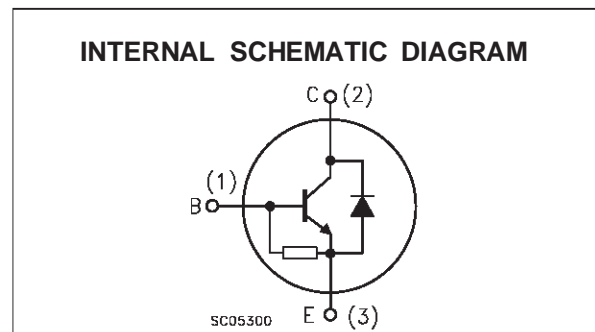 INTERNAL SCHEMATIC DIAGRAM
C (2)
(1)
B
SC05300
E (3)